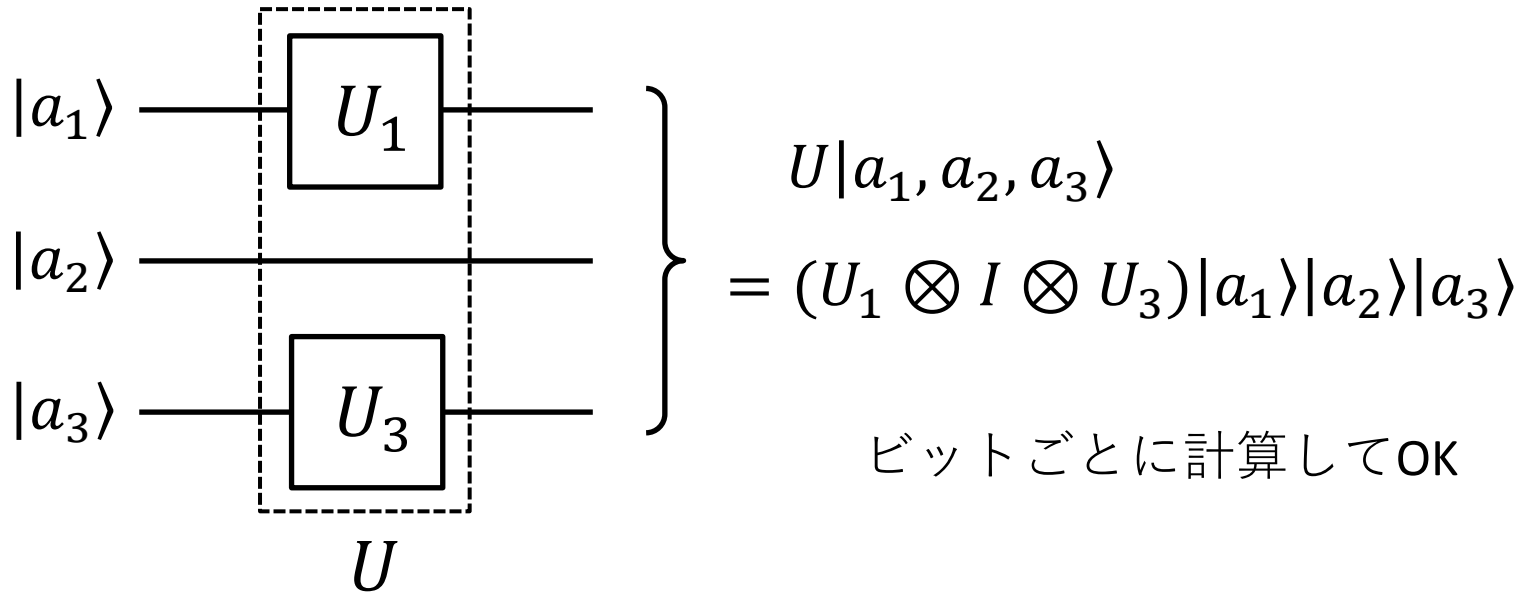 |a₁⟩
U₁
|a₂⟩
|a₃⟩
U₃
U
U|a₁, a₂, a₃⟩
= (U₁ ⊗ I ⊗ U₃)|a₁⟩|a₂⟩|a₃⟩
ビットごとに計算してOK